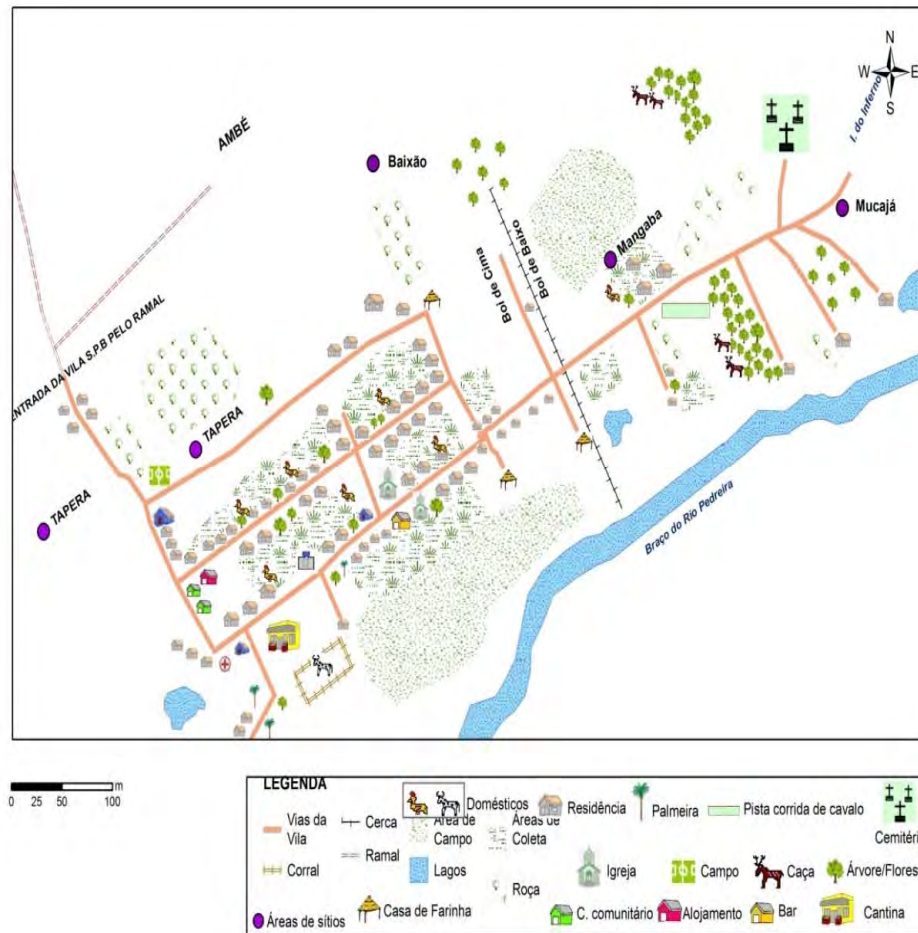 N
W E
S
I. do Inferno
AMBÉ
Baixão
Mucajá
Mangaba
Boi de Baixo
Boi de Cima
ENTRADA DA VILA S.P.B PELO RAMAL
TAPERA
TAPERA
Braço do Rio Pedreira
m
0 25 50 100
LEGENDA
Vias da
Vila
Cerca
Ramal
Corral
Áreas de sítios
Domésticos
Área de
Campo
Lagos
Casa de Farinha
Áreas de
Coleta
Roça
Residência
Palmeira
Pista corrida de cavalo
Cemitéri
Igreja
Campo
Caça
Árvore/Flores
C. comunitário
Alojamento
Bar
Cantina